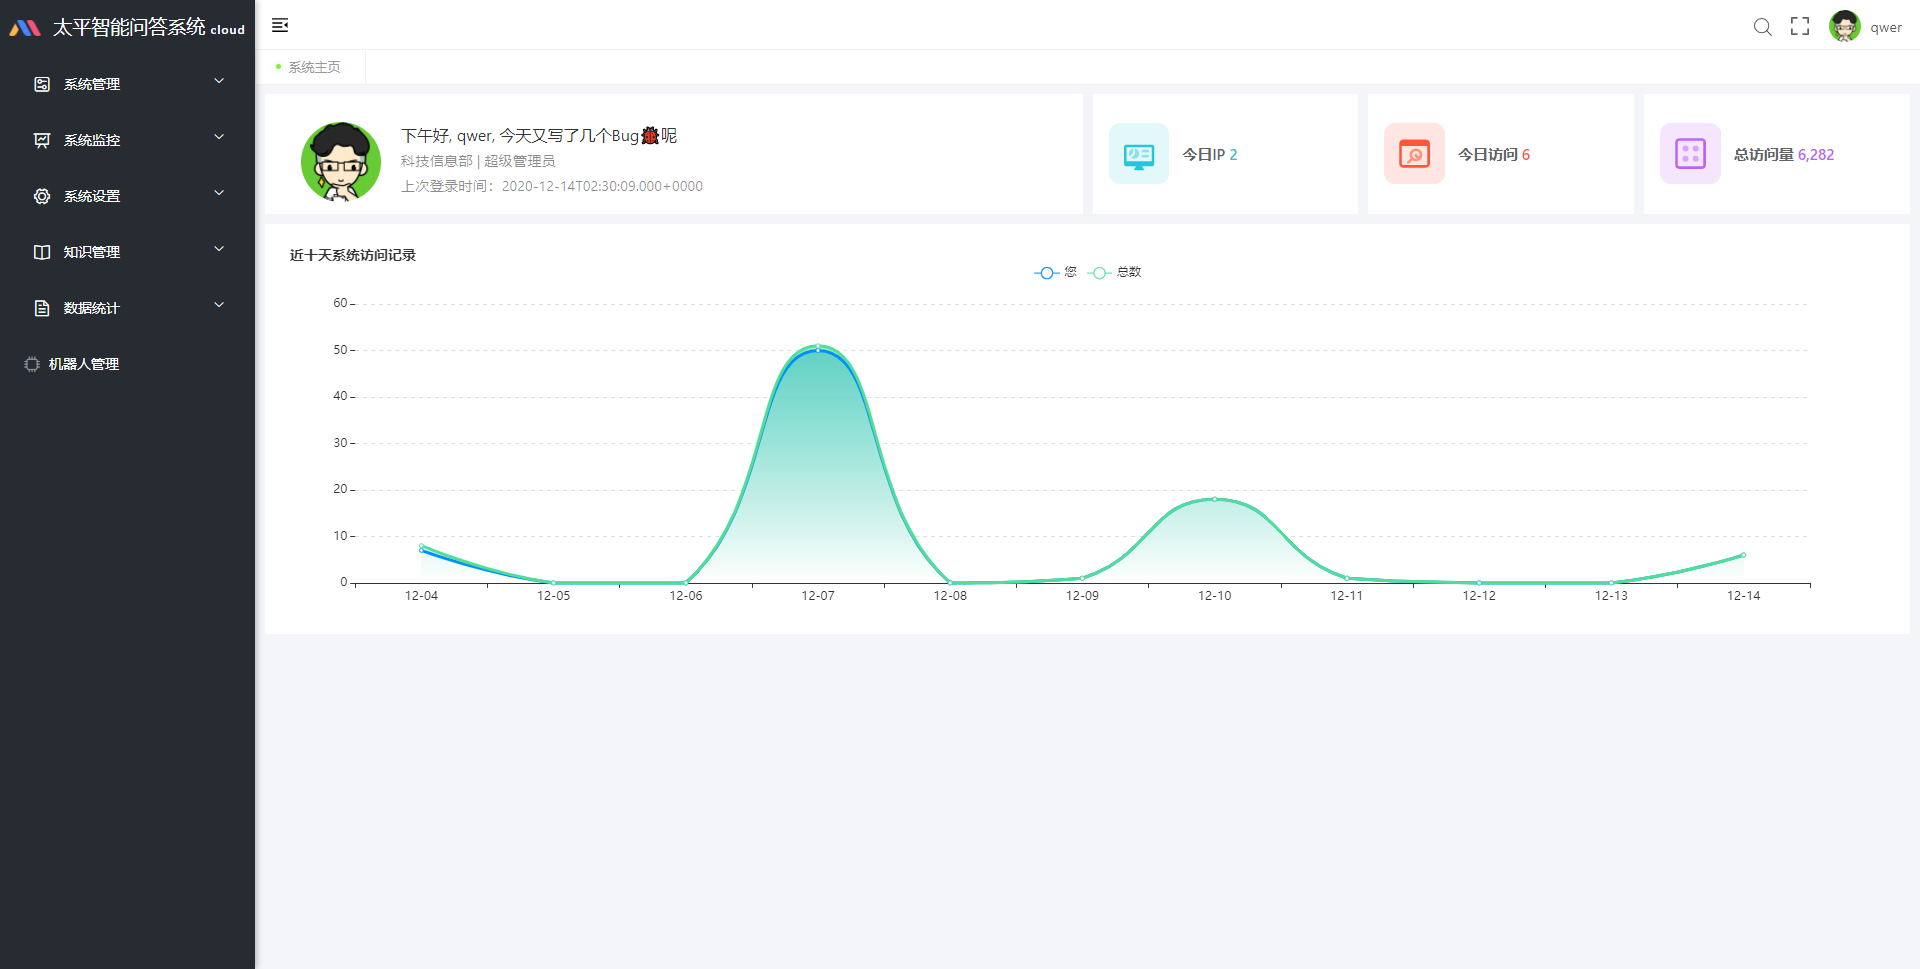 太平智能问答系统 cloud
系统管理
系统监控
系统设置
知识管理
数据统计
机器人管理
qwer
系统主页
下午好, qwer, 今天又写了几个Bug🐞呢
科技信息部 | 超级管理员
上次登录时间：2020-12-14T02:30:09.000+0000
今日IP 2
今日访问 6
总访问量 6,282
近十天系统访问记录
您 总数
60
50
40
30
20
10
0
12-04 12-05 12-06 12-07 12-08 12-09 12-10 12-11 12-12 12-13 12-14